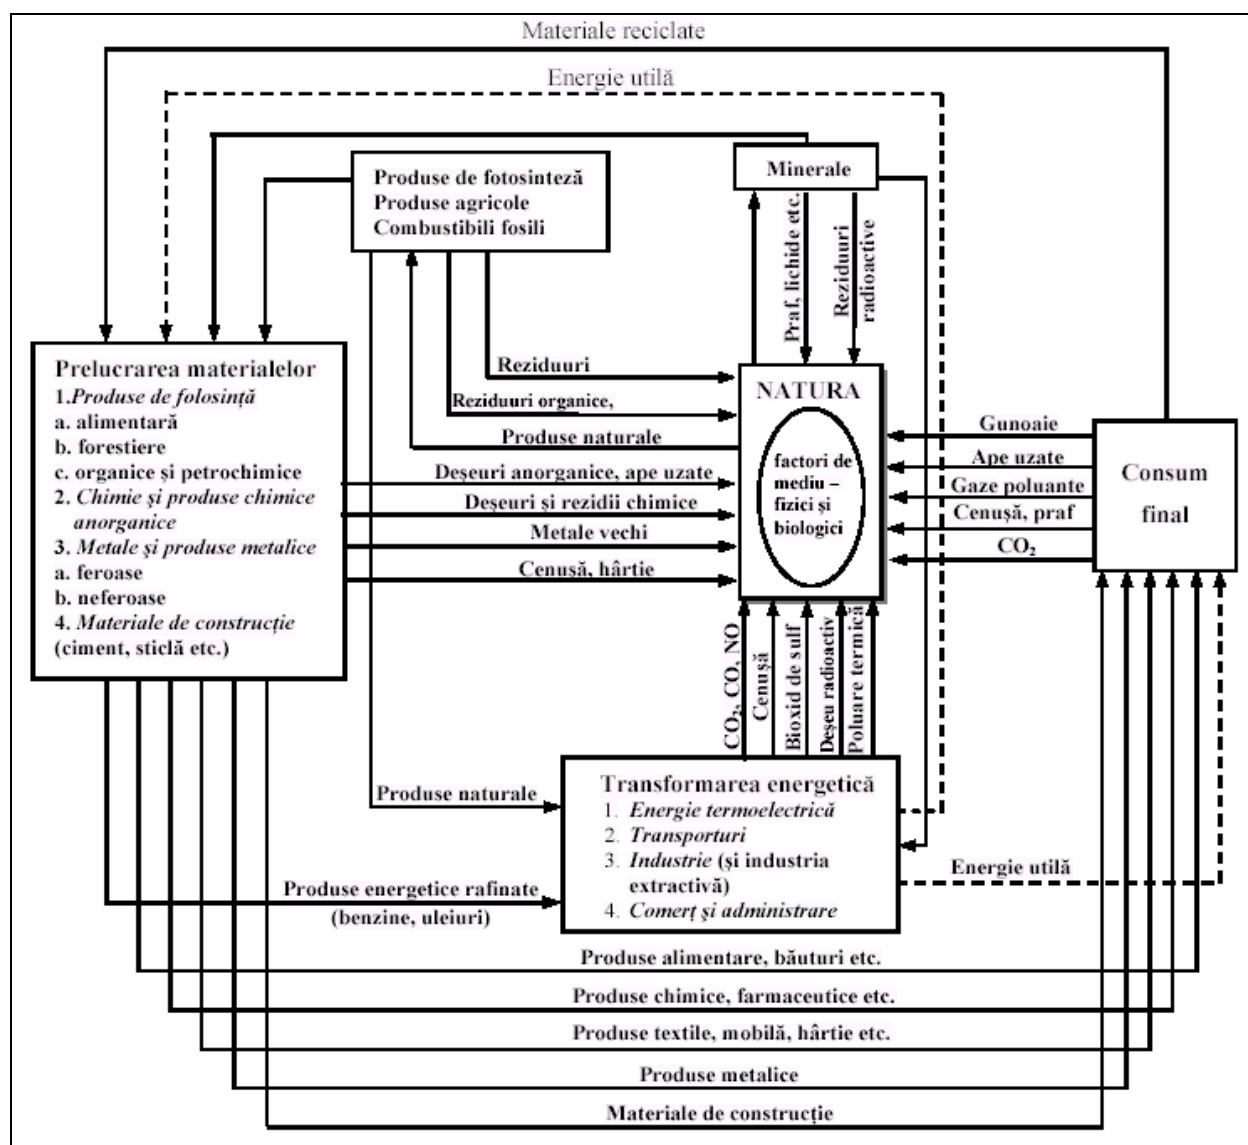 Materiale reciclate
Energie utilă
Minerale
Produse de fotosinteză
Produse agricole
Combustibili fosili
Praf, lichide etc.
Reziduuri
radioactive
Prelucrarea materialelor
1.Produse de folosință
a. alimentară
b. forestiere
c. organice și petrochimice
2. Chimie și produse chimice
anorganice
3. Metale și produse metalice
a. feroase
b. neferoase
4. Materiale de construcție
(ciment, sticlă etc.)
Reziduuri
Reziduuri organice,
Produse naturale
Deșeuri anorganice, ape uzate
Deșeuri și rezidii chimice
Metale vechi
Cenușă, hârtie
NATURA
factori de
mediu –
fizici și
biologici
Gunoaie
Ape uzate
Gaze poluante
Cenușă, praf
CO₂
Consum
final
CO₂, CO, NO
Cenușă
Bioxid de sulf
Deșeu radioactiv
Poluare termică
Produse naturale
Transformarea energetică
1. Energie termoelectrică
2. Transporturi
3. Industrie (și industria
extractivă)
4. Comerț și administrare
Energie utilă
Produse energetice rafinate
(benzine, uleiuri)
Produse alimentare, băuturi etc.
Produse chimice, farmaceutice etc.
Produse textile, mobilă, hârtie etc.
Produse metalice
Materiale de construcție